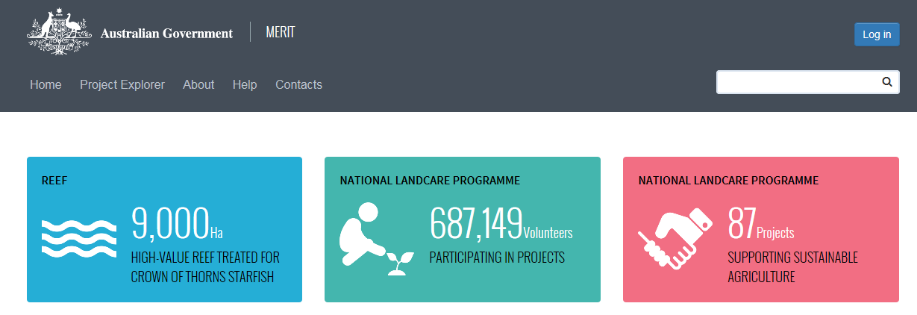 Australian Government
MERIT
Log in
Home Project Explorer About Help Contacts
REEF
9,000Ha
HIGH-VALUE REEF TREATED FOR
CROWN OF THORNS STARFISH
NATIONAL LANDCARE PROGRAMME
687,149Volunteers
PARTICIPATING IN PROJECTS
NATIONAL LANDCARE PROGRAMME
87Projects
SUPPORTING SUSTAINABLE
AGRICULTURE